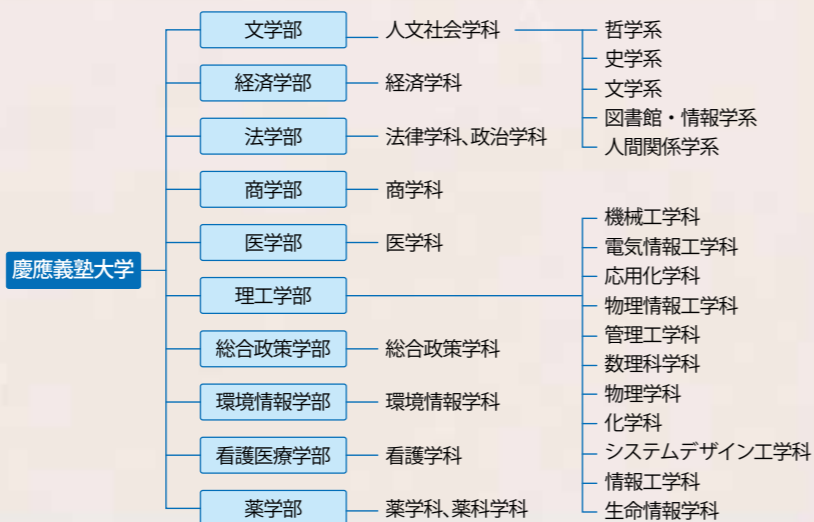 慶應義塾大学
文学部
人文社会学科
哲学系
史学系
文学系
図書館・情報学系
人間関係学系
経済学部
経済学科
法学部
法律学科、政治学科
商学部
商学科
医学部
医学科
理工学部
機械工学科
電気情報工学科
応用化学科
物理情報工学科
管理工学科
数理科学科
物理学科
化学科
システムデザイン工学科
情報工学科
生命情報学科
総合政策学部
総合政策学科
環境情報学部
環境情報学科
看護医療学部
看護学科
薬学部
薬学科、薬科学科